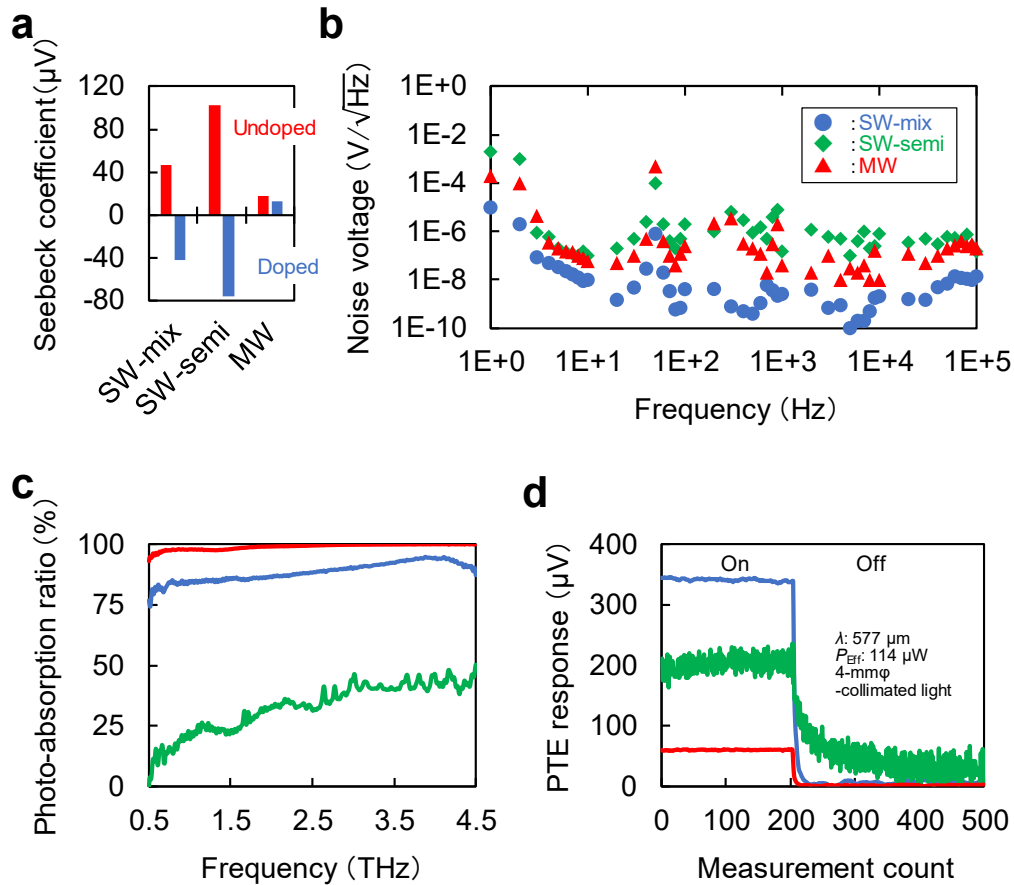 a
Seebeck coefficient(μV)
120
80
40
0
-40
-80
Undoped
Doped
SW-mix
SW-semi
MW
b
Noise voltage (V/√Hz)
1E+0
1E-2
1E-4
1E-6
1E-8
1E-10
:SW-mix
:SW-semi
:MW
1E+0 1E+1 1E+2 1E+3 1E+4 1E+5
Frequency (Hz)
c
Photo-absorption ratio (%)
100
75
50
25
0
0.5 1.5 2.5 3.5 4.5
Frequency (THz)
d
PTE response (μV)
400
300
200
100
0
On Off
λ: 577 μm
PEff: 114 μW
4-mmφ
-collimated light
0 100 200 300 400 500
Measurement count